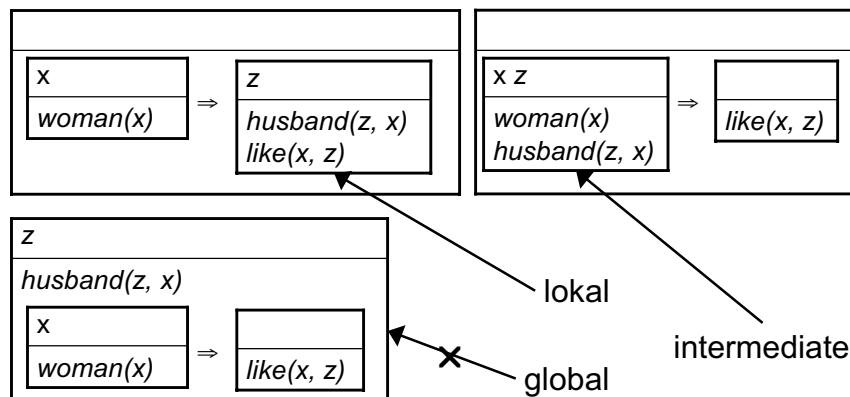 x
woman(x)
⇒
z
husband(z, x)
like(x, z)
x z
woman(x)
husband(z, x)
⇒
like(x, z)
z
husband(z, x)
x
woman(x)
⇒
like(x, z)
lokal
intermediate
global